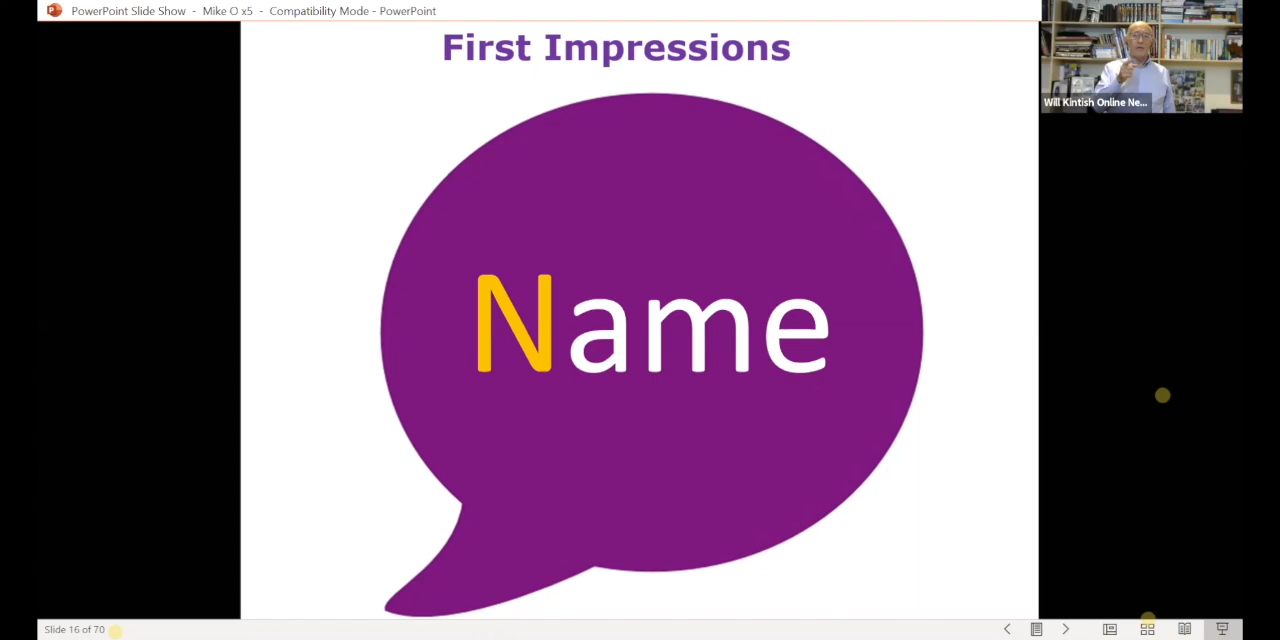 PowerPoint Slide Show - Mike O x5 - Compatibility Mode - PowerPoint
First Impressions
Will Kintish Online Ne...
Name
Slide 16 of 70